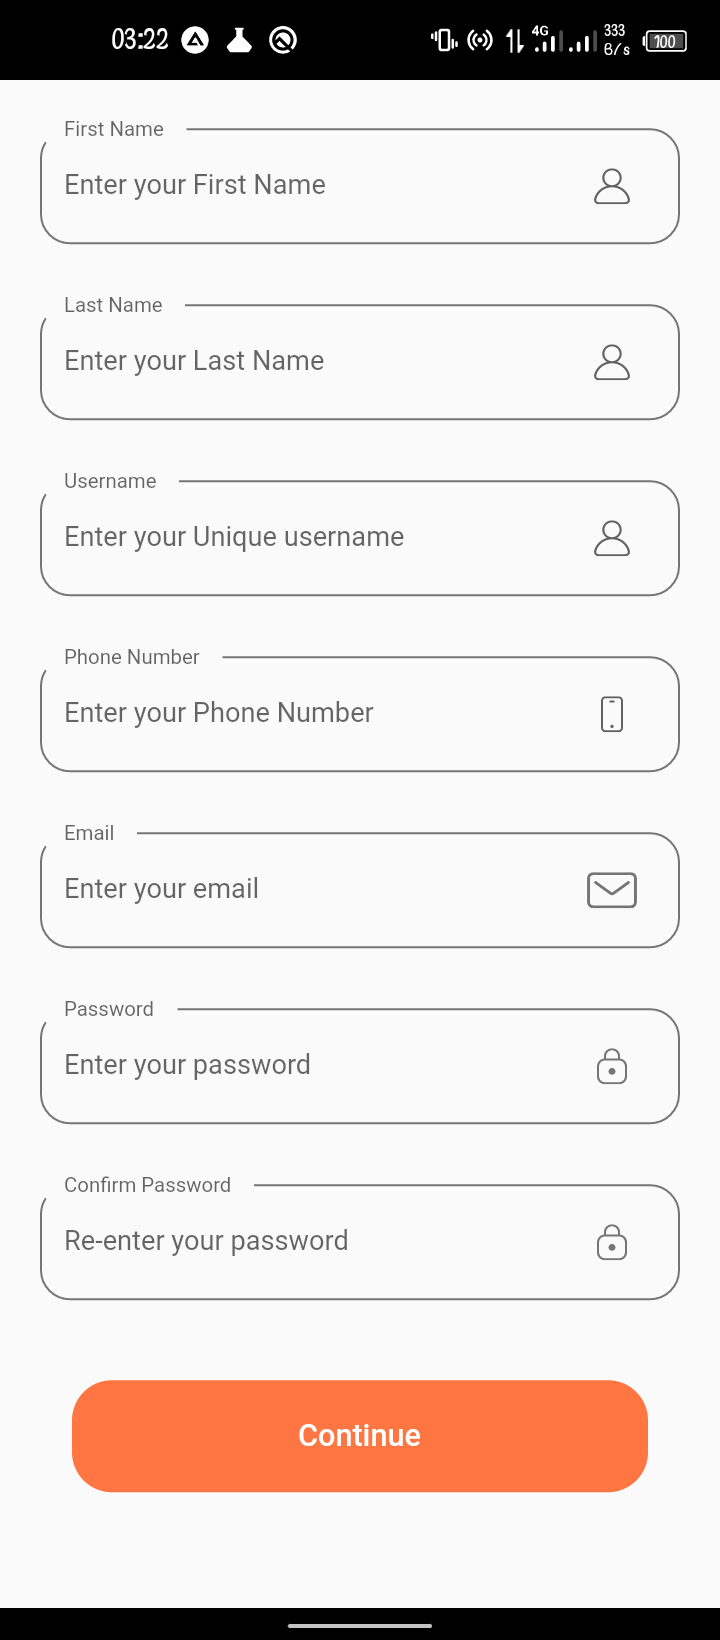 03:22 4G 333 B/s 100
First Name
Enter your First Name
Last Name
Enter your Last Name
Username
Enter your Unique username
Phone Number
Enter your Phone Number
Email
Enter your email
Password
Enter your password
Confirm Password
Re-enter your password
Continue